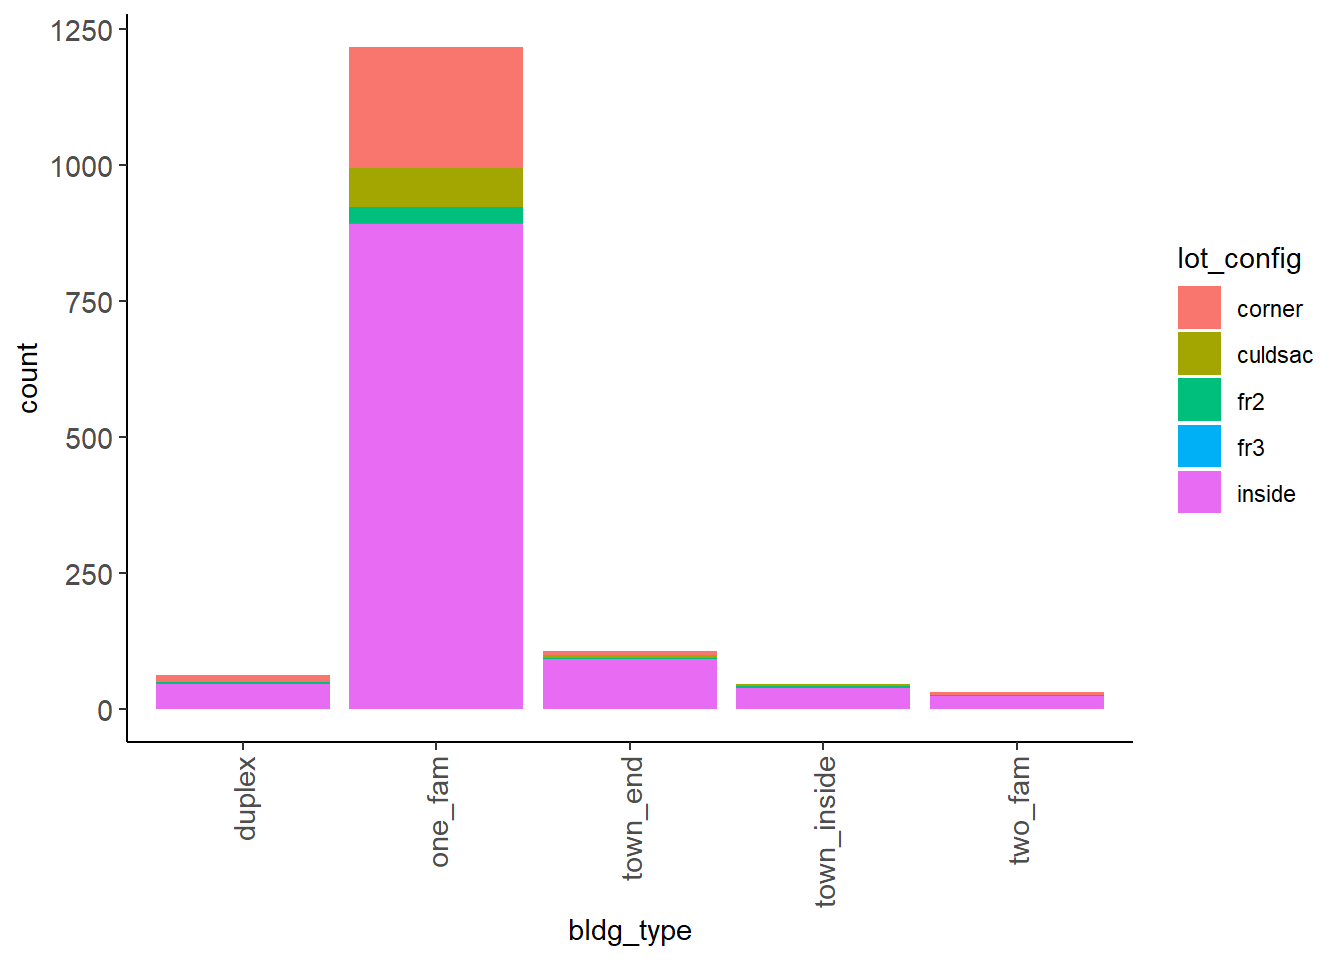 1250
1000
750
500
250
0
count
duplex
one_fam
town_end
town_inside
two_fam
bldg_type
lot_config
corner
culdsac
fr2
fr3
inside